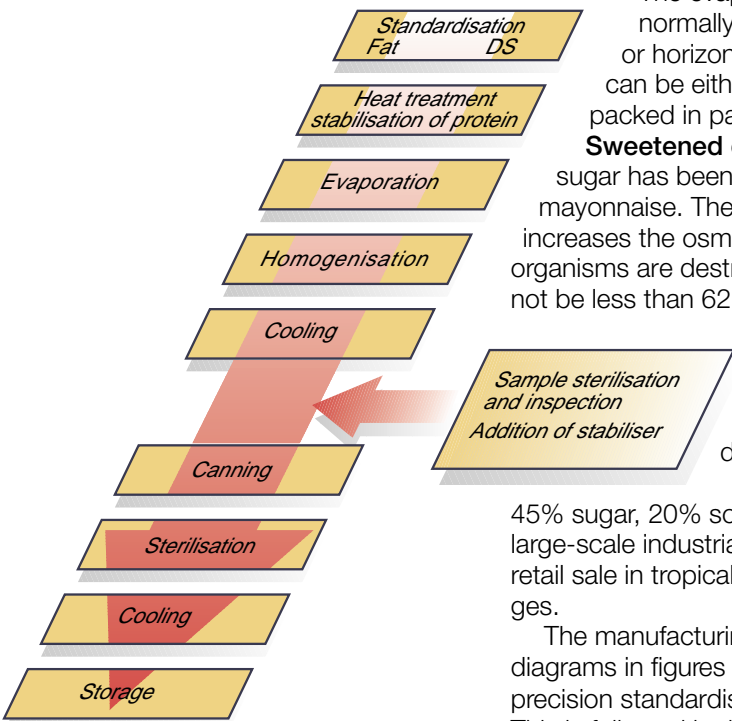 Standardisation
Fat DS
Heat treatment
stabilisation of protein
Evaporation
Homogenisation
Cooling
Sample sterilisation
and inspection
Addition of stabiliser
Canning
Sterilisation
Cooling
Storage
normally
or horizon
can be eith
packed in pa
Sweetened
sugar has been
mayonnaise. The
increases the osm
organisms are destr
not be less than 62
d
45% sugar, 20% so
large-scale industria
retail sale in tropical
ges.
The manufacturin
diagrams in figures
precision standardis